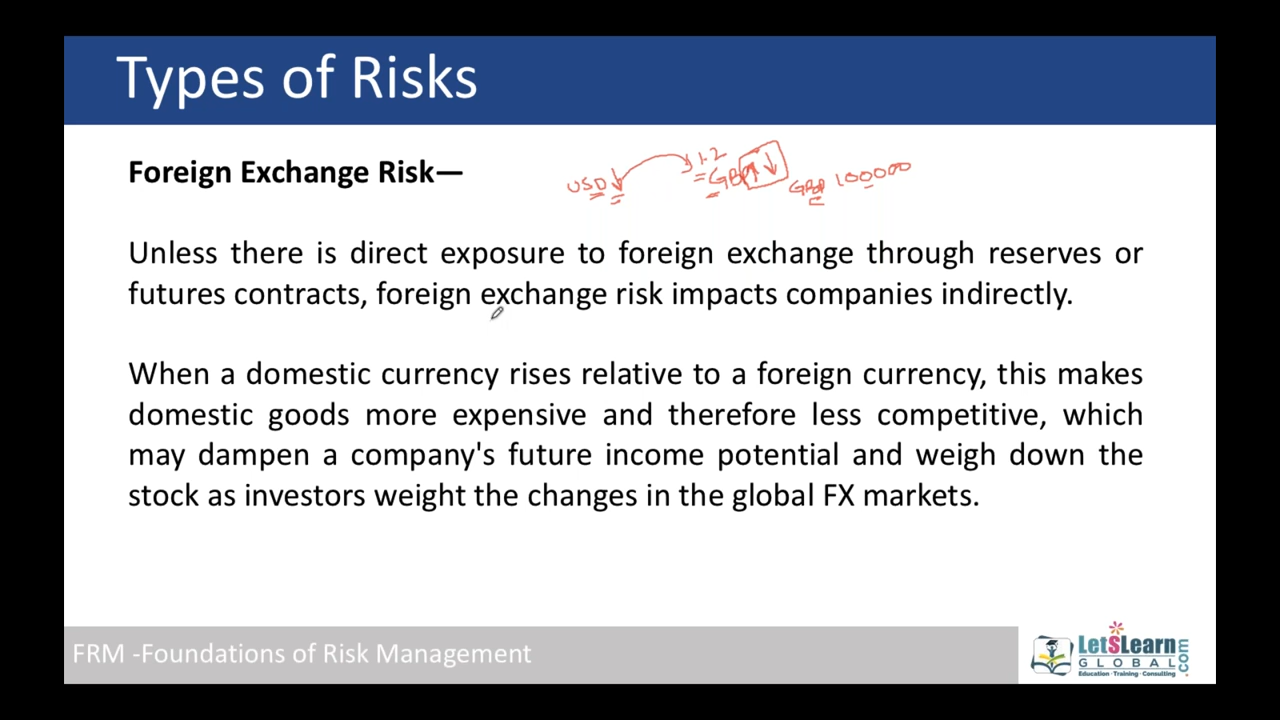 Types of Risks
Foreign Exchange Risk—
USD↓ 1.2 = GBP↑↓ GBP 100000
Unless there is direct exposure to foreign exchange through reserves or
futures contracts, foreign exchange risk impacts companies indirectly.
When a domestic currency rises relative to a foreign currency, this makes
domestic goods more expensive and therefore less competitive, which
may dampen a company's future income potential and weigh down the
stock as investors weight the changes in the global FX markets.
FRM -Foundations of Risk Management
LetSLearn
GLOBAL.com
Education · Training · Consulting